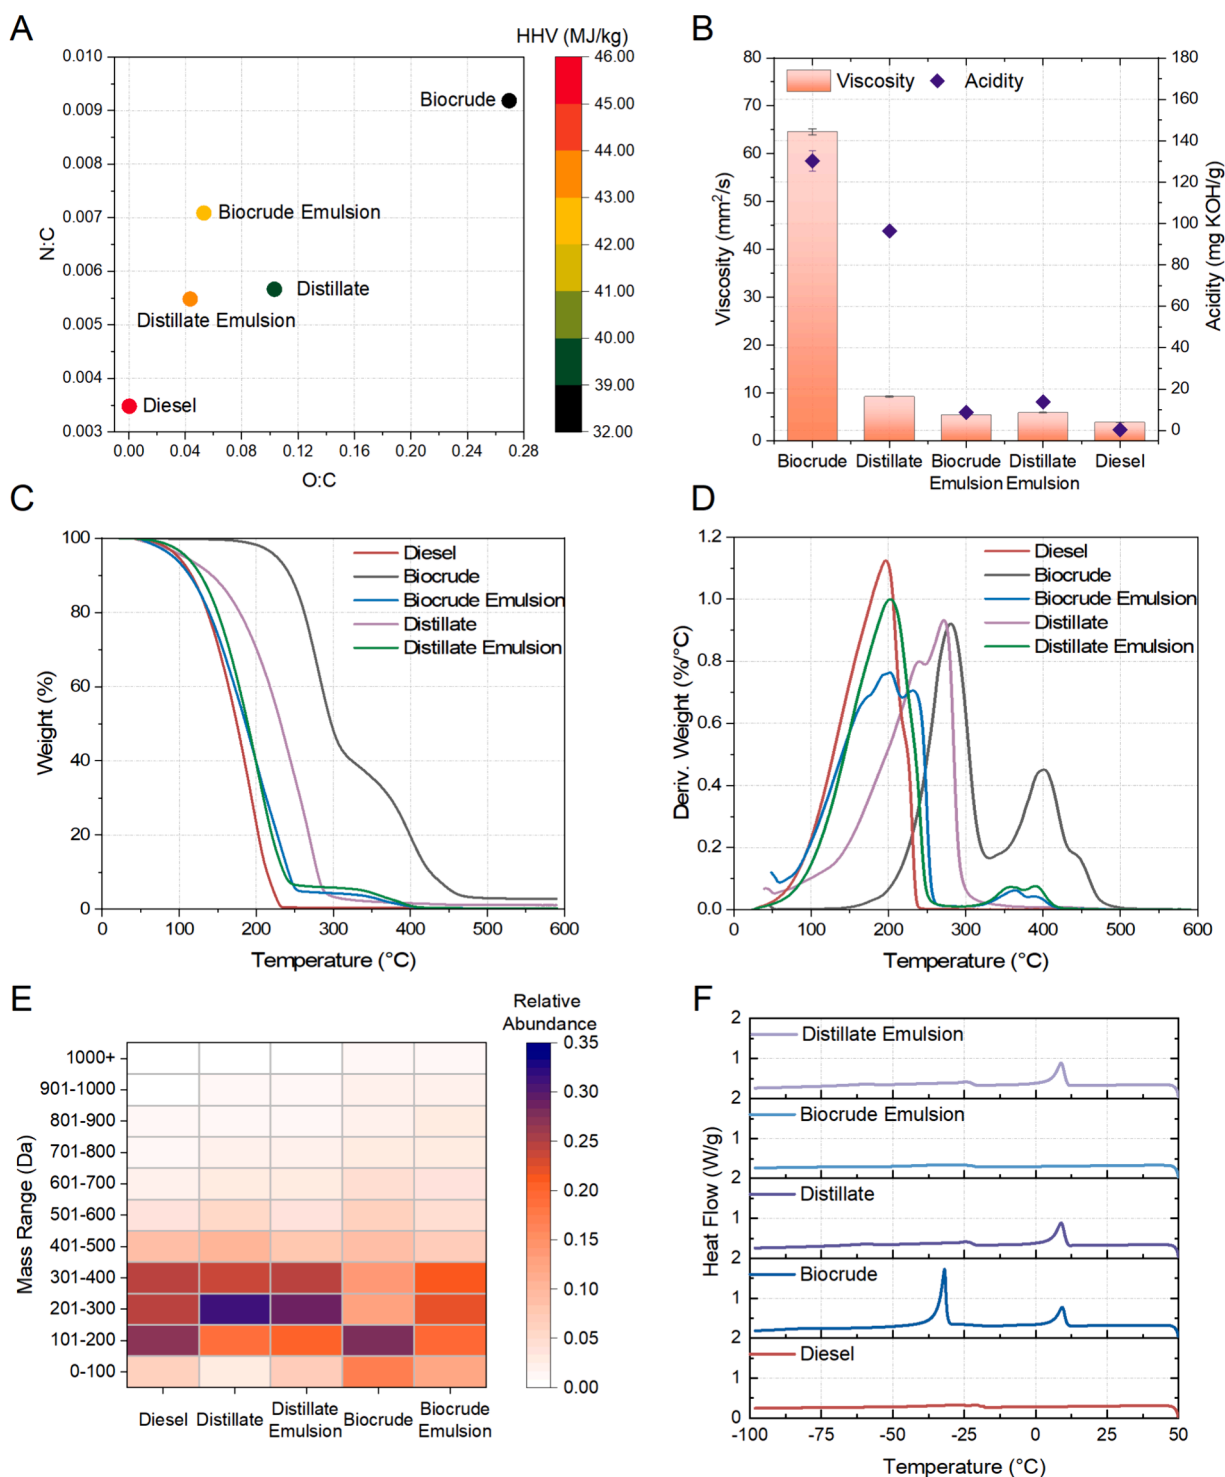 A
HHV (MJ/kg)
N:C
0.010
0.009
0.008
0.007
0.006
0.005
0.004
0.003
Biocrude
Biocrude Emulsion
Distillate
Distillate Emulsion
Diesel
0.00 0.04 0.08 0.12 0.16 0.20 0.24 0.28
O:C
46.00
45.00
44.00
43.00
42.00
41.00
40.00
39.00
32.00
B
Viscosity (mm²/s)
80
70
60
50
40
30
20
10
0
Viscosity Acidity
180
160
140
120
100
80
60
40
20
0
Acidity (mg KOH/g)
Biocrude Distillate Biocrude Distillate Diesel
Emulsion Emulsion
C
Weight (%)
100
80
60
40
20
0
Diesel
Biocrude
Biocrude Emulsion
Distillate
Distillate Emulsion
0 100 200 300 400 500 600
Temperature (°C)
D
Deriv. Weight (%/°C)
1.2
1.0
0.8
0.6
0.4
0.2
0.0
Diesel
Biocrude
Biocrude Emulsion
Distillate
Distillate Emulsion
0 100 200 300 400 500 600
Temperature (°C)
E
Relative
Abundance
Mass Range (Da)
1000+
901-1000
801-900
701-800
601-700
501-600
401-500
301-400
201-300
101-200
0-100
Diesel Distillate Distillate Biocrude Biocrude
Emulsion Emulsion
0.35
0.30
0.25
0.20
0.15
0.10
0.05
0.00
F
Heat Flow (W/g)
2
Distillate Emulsion
1
2
Biocrude Emulsion
1
2
Distillate
1
2
Biocrude
1
2
Diesel
1
0
-100 -75 -50 -25 0 25 50
Temperature (°C)